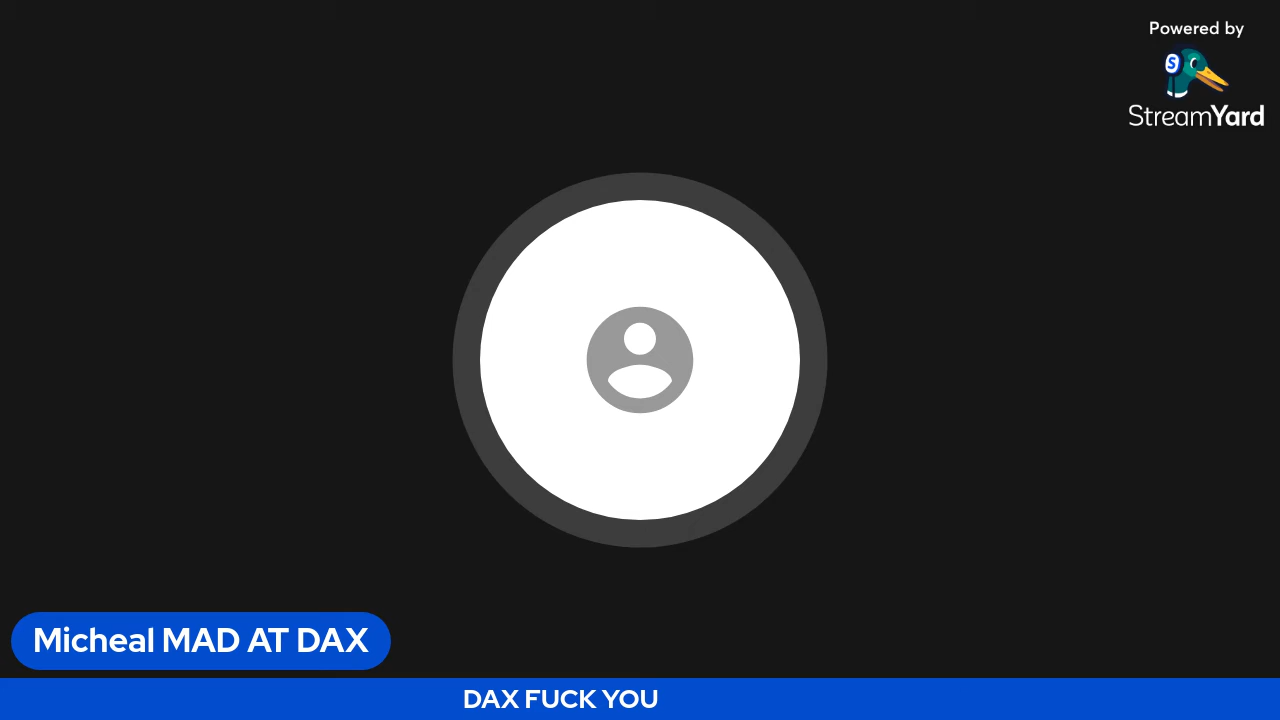 Powered by
S
StreamYard
Micheal MAD AT DAX
DAX FUCK YOU